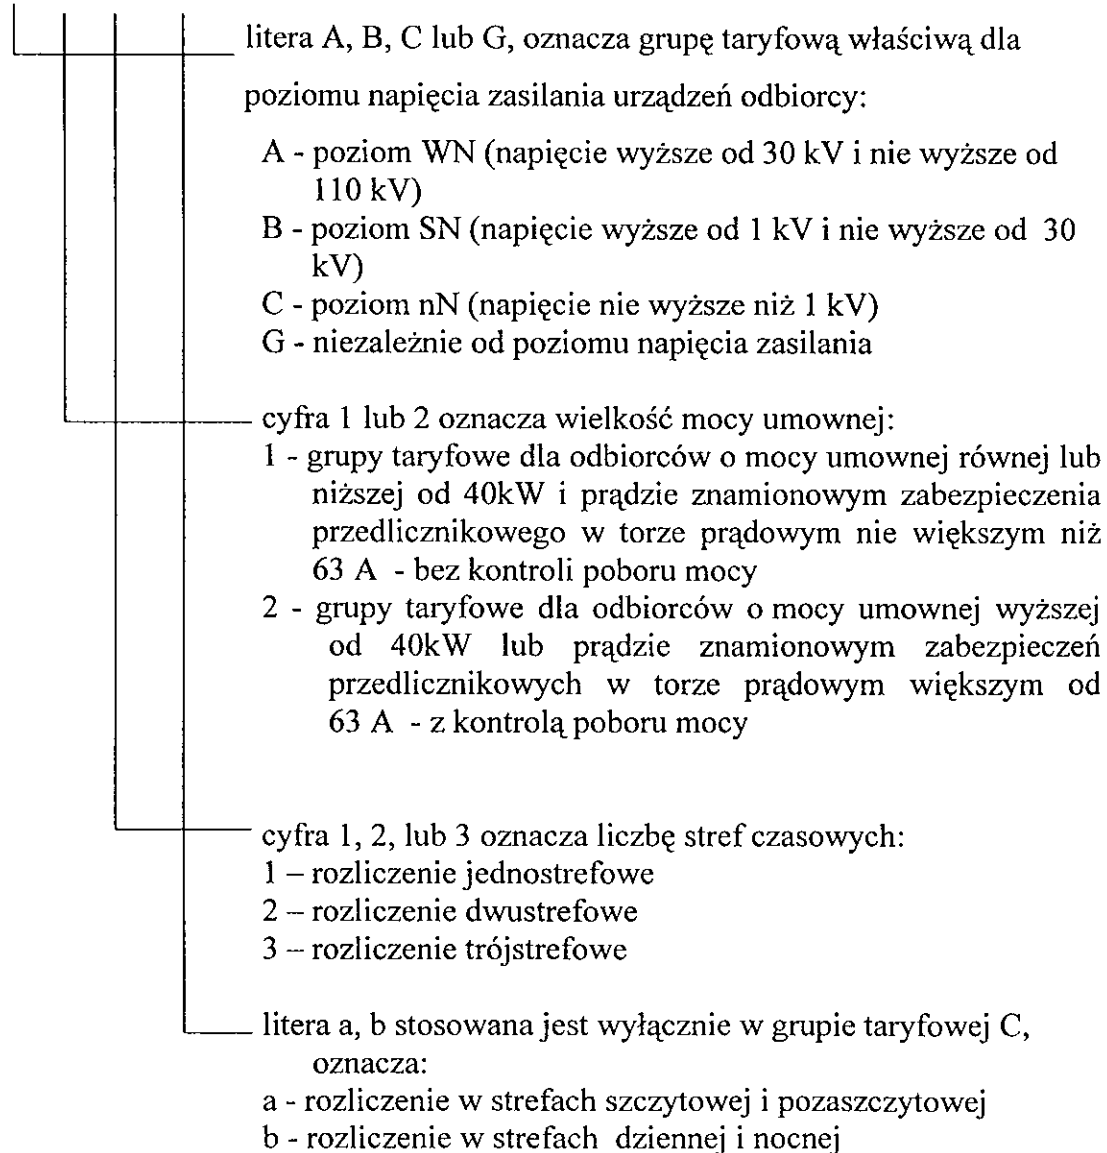 litera A, B, C lub G, oznacza grupę taryfową właściwą dla
poziomu napięcia zasilania urządzeń odbiorcy:
A - poziom WN (napięcie wyższe od 30 kV i nie wyższe od
110 kV)
B - poziom SN (napięcie wyższe od 1 kV i nie wyższe od 30
kV)
C - poziom nN (napięcie nie wyższe niż 1 kV)
G - niezależnie od poziomu napięcia zasilania
cyfra 1 lub 2 oznacza wielkość mocy umownej:
1 - grupy taryfowe dla odbiorców o mocy umownej równej lub
niższej od 40kW i prądzie znamionowym zabezpieczenia
przedlicznikowego w torze prądowym nie większym niż
63 A - bez kontroli poboru mocy
2 - grupy taryfowe dla odbiorców o mocy umownej wyższej
od 40kW lub prądzie znamionowym zabezpieczeń
przedlicznikowych w torze prądowym większym od
63 A - z kontrolą poboru mocy
cyfra 1, 2, lub 3 oznacza liczbę stref czasowych:
1 – rozliczenie jednostrefowe
2 – rozliczenie dwustrefowe
3 – rozliczenie trójstrefowe
litera a, b stosowana jest wyłącznie w grupie taryfowej C,
oznacza:
a - rozliczenie w strefach szczytowej i pozaszczytowej
b - rozliczenie w strefach dziennej i nocnej